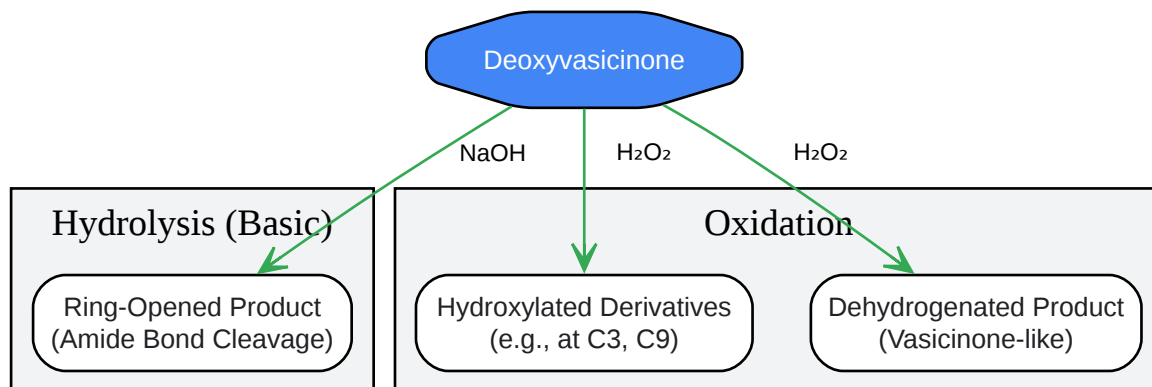 Deoxyvasicinone
NaOH
H₂O₂
H₂O₂
Hydrolysis (Basic)
Oxidation
Ring-Opened Product
(Amide Bond Cleavage)
Hydroxylated Derivatives
(e.g., at C3, C9)
Dehydrogenated Product
(Vasicinone-like)